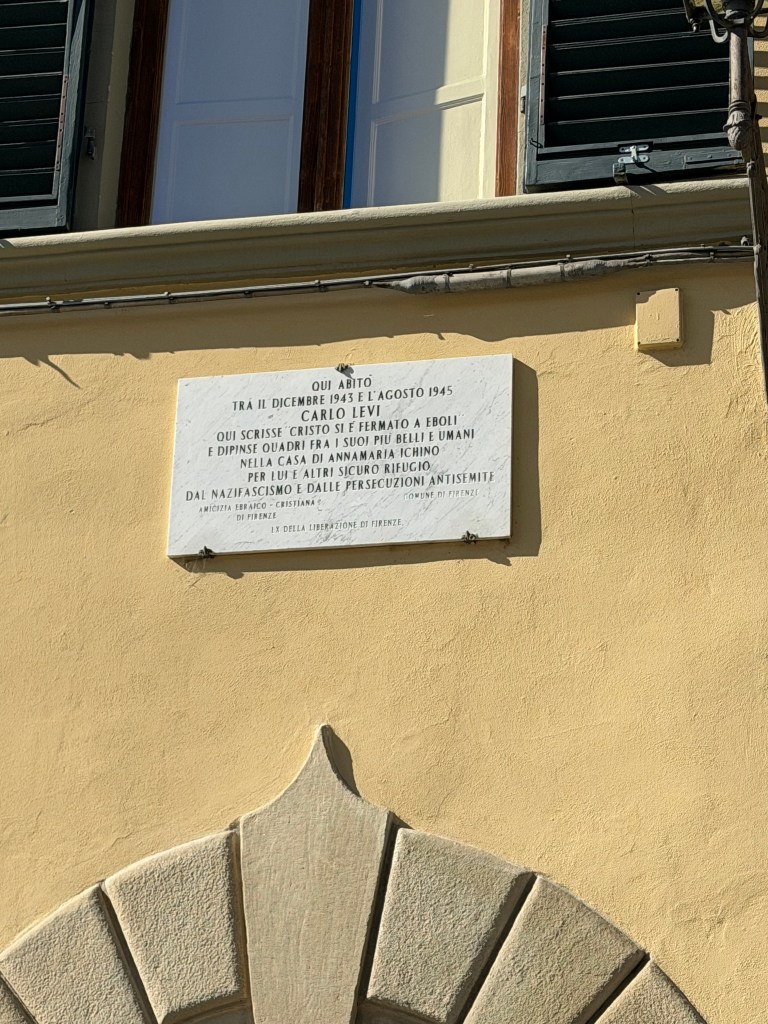 QUI ABITO'
TRA IL DICEMBRE 1943 E L'AGOSTO 1945
CARLO LEVI
QUI SCRISSE CRISTO SI E' FERMATO A EBOLI
E DIPINSE QUADRI FRA I SUOI PIU BELLI E UMANI
NELLA CASA DI ANNAMARIA ICHINO
PER LUI E ALTRI SICURO RIFUGIO
DAL NAZIFASCISMO E DALLE PERSECUZIONI ANTISEMITE
AMICIZIA EBRAICO - CRISTIANA COMUNE DI FIRENZE
DI FIRENZE
LX DELLA LIBERAZIONE DI FIRENZE